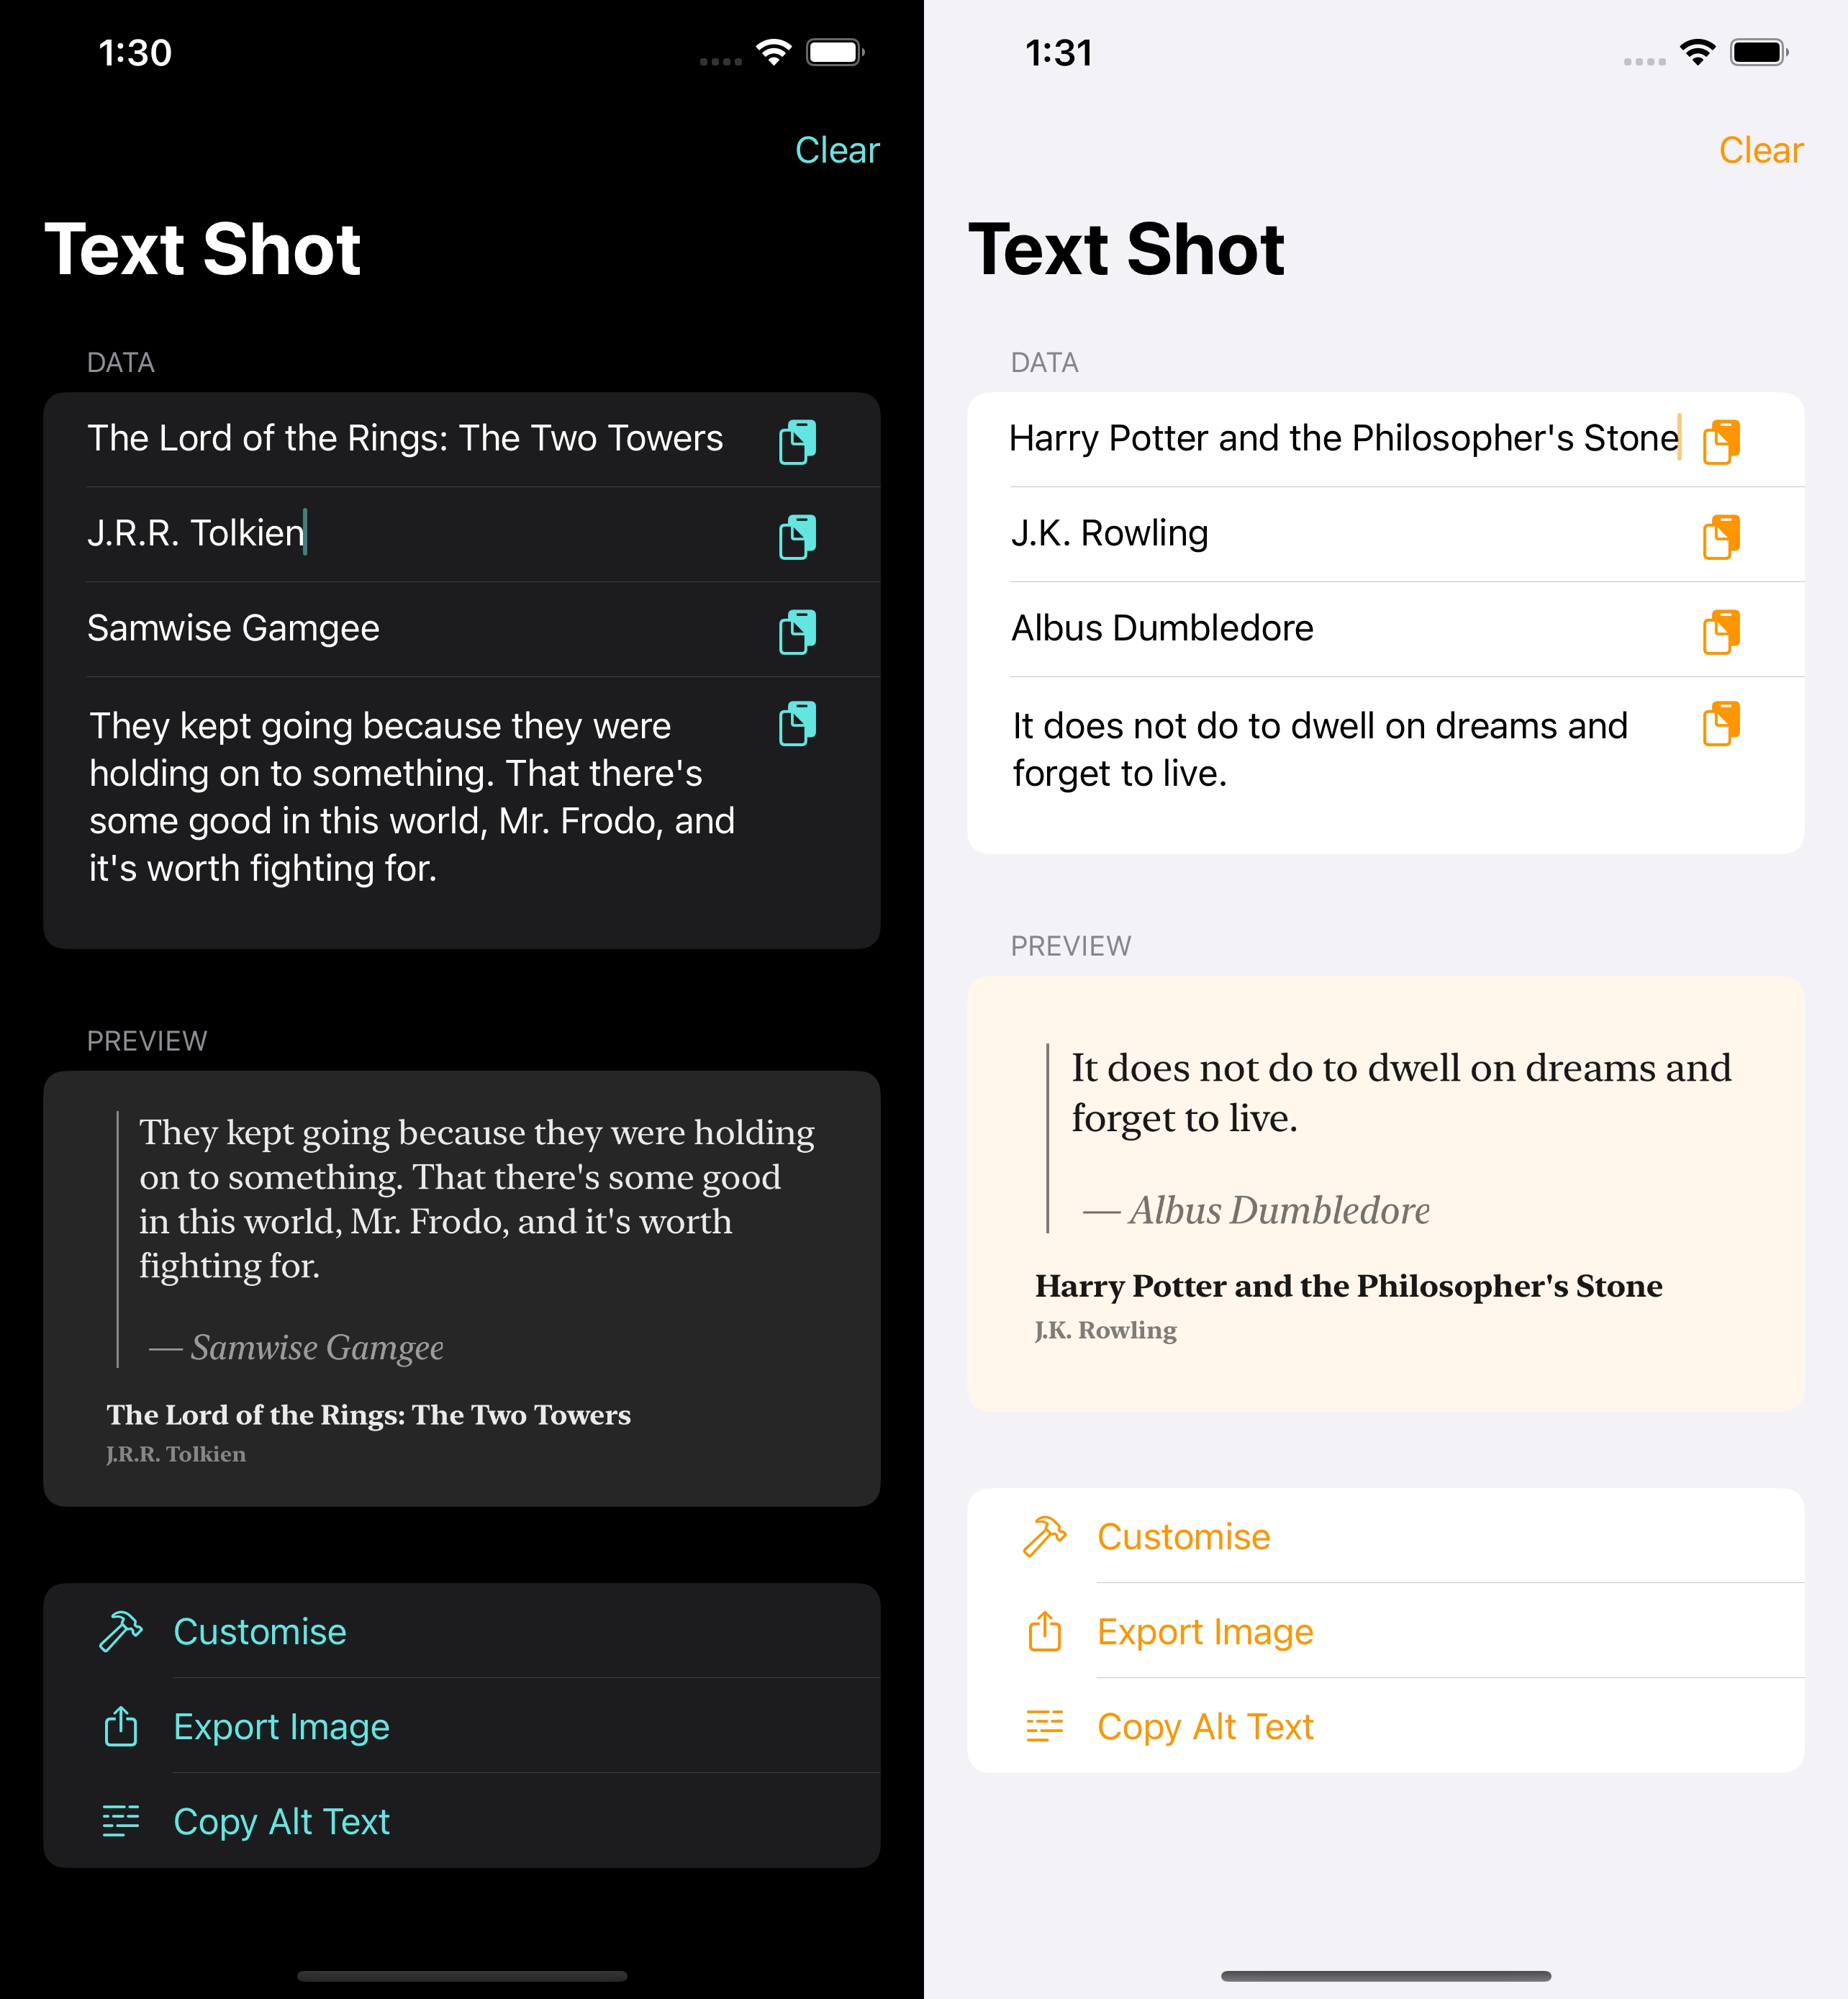 1:30
Clear
Text Shot
DATA
The Lord of the Rings: The Two Towers
J.R.R. Tolkien
Samwise Gamgee
They kept going because they were
holding on to something. That there's
some good in this world, Mr. Frodo, and
it's worth fighting for.
PREVIEW
They kept going because they were holding
on to something. That there's some good
in this world, Mr. Frodo, and it's worth
fighting for.
— Samwise Gamgee
The Lord of the Rings: The Two Towers
J.R.R. Tolkien
Customise
Export Image
Copy Alt Text
1:31
Clear
Text Shot
DATA
Harry Potter and the Philosopher's Stone
J.K. Rowling
Albus Dumbledore
It does not do to dwell on dreams and
forget to live.
PREVIEW
It does not do to dwell on dreams and
forget to live.
— Albus Dumbledore
Harry Potter and the Philosopher's Stone
J.K. Rowling
Customise
Export Image
Copy Alt Text